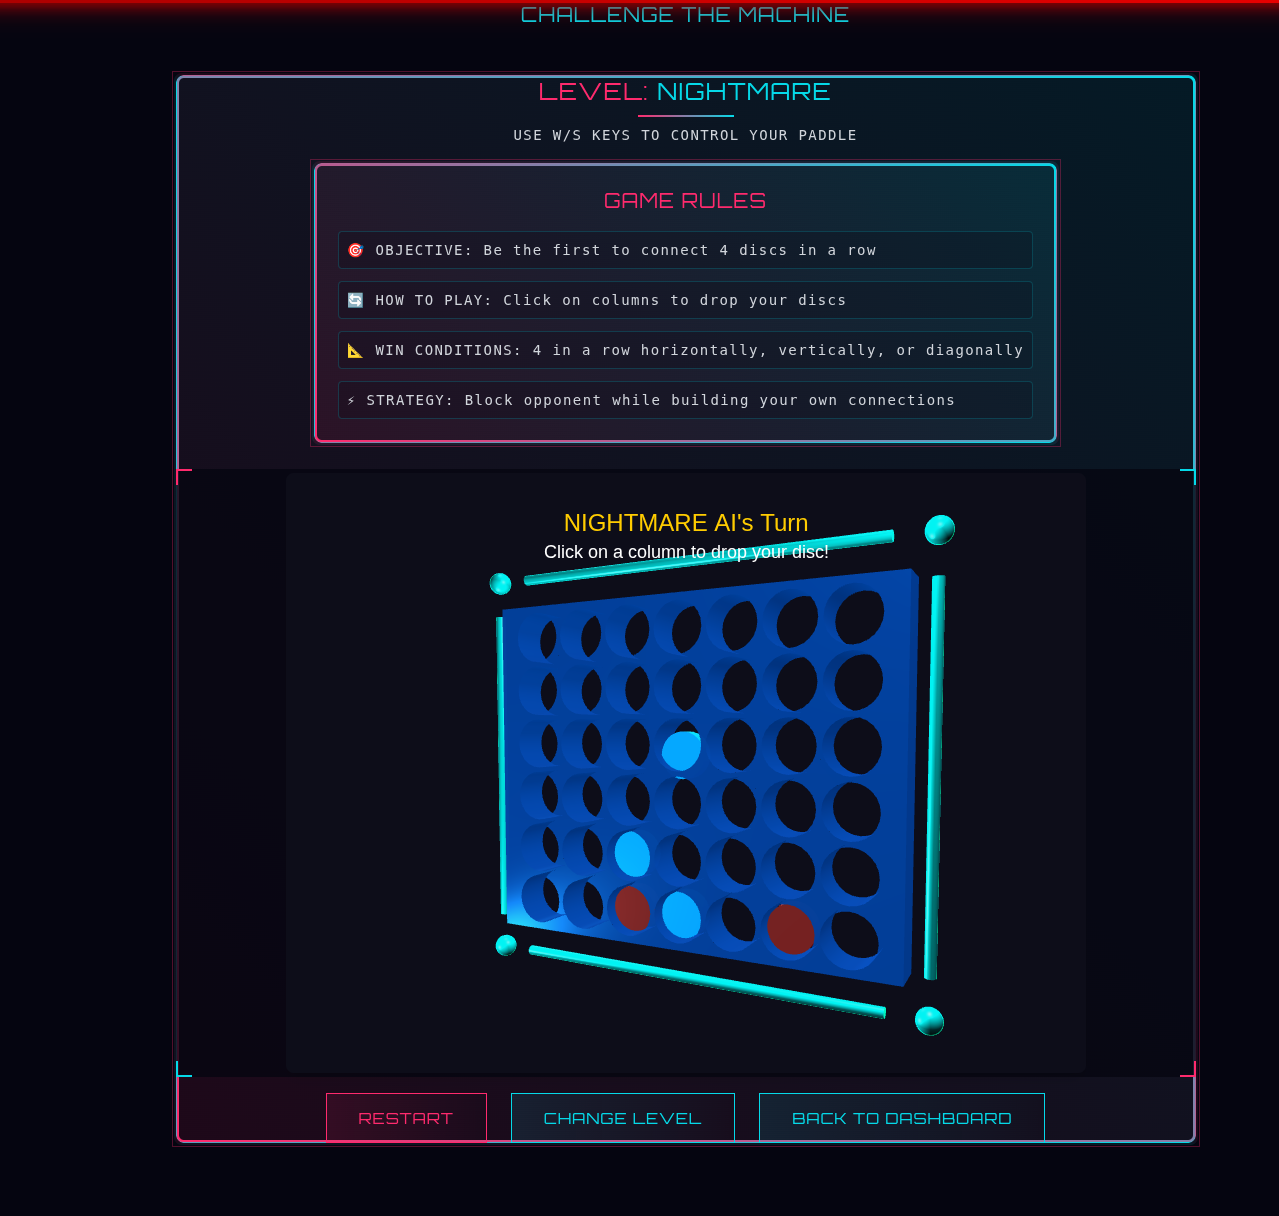 CHALLENGE THE MACHINE
LEVEL: NIGHTMARE
USE W/S KEYS TO CONTROL YOUR PADDLE
GAME RULES
🎯 OBJECTIVE: Be the first to connect 4 discs in a row
🔄 HOW TO PLAY: Click on columns to drop your discs
📐 WIN CONDITIONS: 4 in a row horizontally, vertically, or diagonally
⚡ STRATEGY: Block opponent while building your own connections
NIGHTMARE AI's Turn
Click on a column to drop your disc!
RESTART
CHANGE LEVEL
BACK TO DASHBOARD